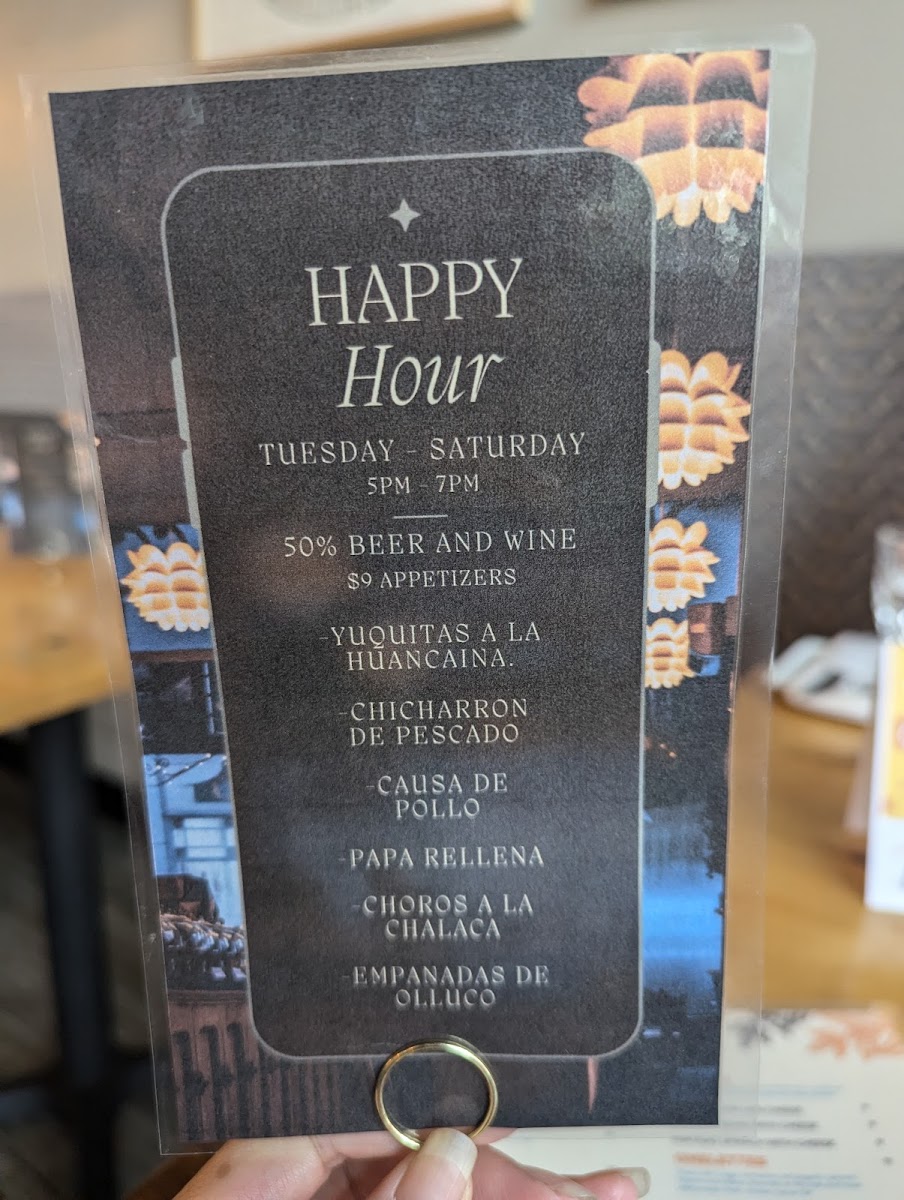 HAPPY
Hour
TUESDAY - SATURDAY
5PM - 7PM
50% BEER AND WINE
$9 APPETIZERS
-YUQUITAS A LA
HUANCAINA.
-CHICHARRON
DE PESCADO
-CAUSA DE
POLLO
-PAPA RELLENA
-CHOROS A LA
CHALACA
-EMPANADAS DE
OLLUCO